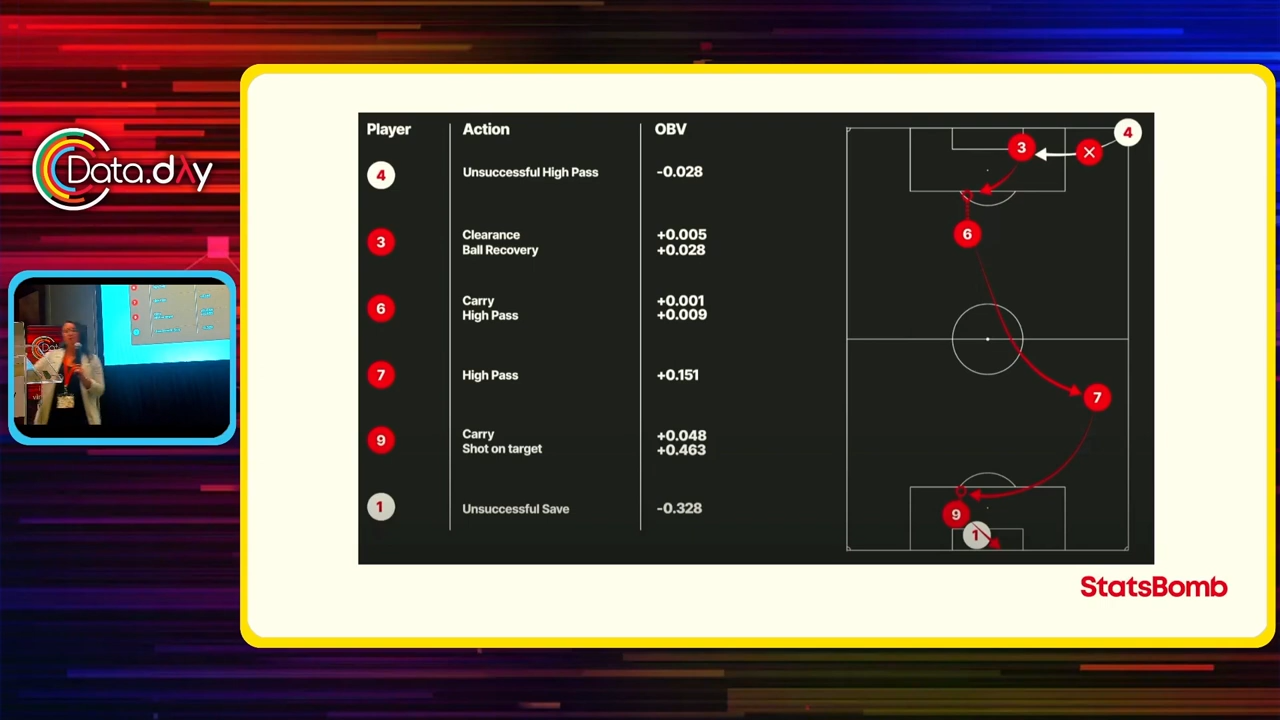 Data.dAy
Player Action OBV
4 Unsuccessful High Pass -0.028
3 Clearance +0.005
Ball Recovery +0.028
6 Carry +0.001
High Pass +0.009
7 High Pass +0.151
9 Carry +0.048
Shot on target +0.463
1 Unsuccessful Save -0.328
4
3
6
7
9
1
StatsBomb